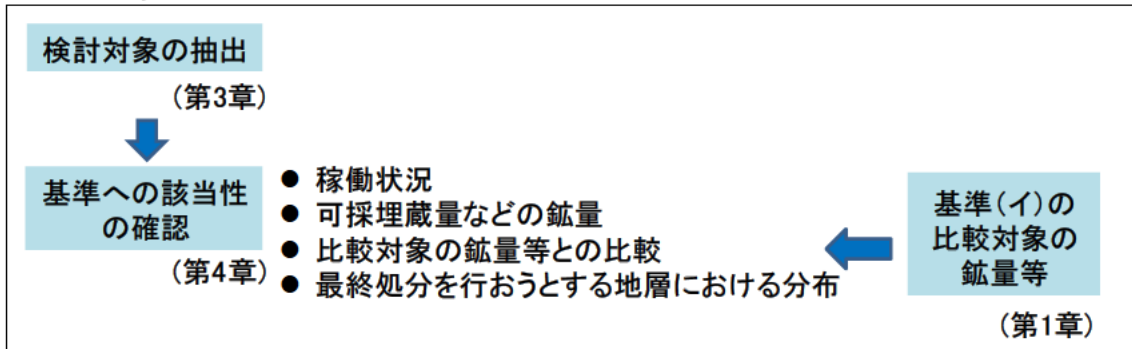 検討対象の抽出
(第3章)
基準への該当性
の確認
(第4章)
● 稼働状況
● 可採埋蔵量などの鉱量
● 比較対象の鉱量等との比較
● 最終処分を行おうとする地層における分布
基準(イ)の
比較対象の
鉱量等
(第1章)